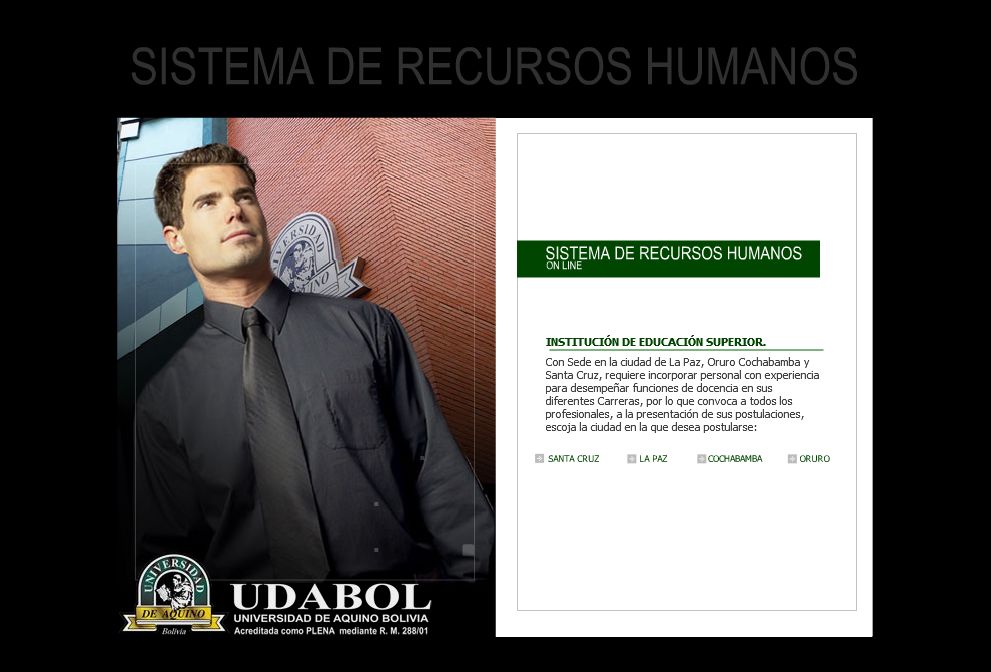 SISTEMA DE RECURSOS HUMANOS
UNIVERSIDAD
DE AQUINO
Bolivia
UDABOL
UNIVERSIDAD DE AQUINO BOLIVIA
Acreditada como PLENA mediante R. M. 288/01
SISTEMA DE RECURSOS HUMANOS
ON LINE
INSTITUCIÓN DE EDUCACIÓN SUPERIOR.
Con Sede en la ciudad de La Paz, Oruro Cochabamba y
Santa Cruz, requiere incorporar personal con experiencia
para desempeñar funciones de docencia en sus
diferentes Carreras, por lo que convoca a todos los
profesionales, a la presentación de sus postulaciones,
escoja la ciudad en la que desea postularse:
SANTA CRUZ LA PAZ COCHABAMBA ORURO